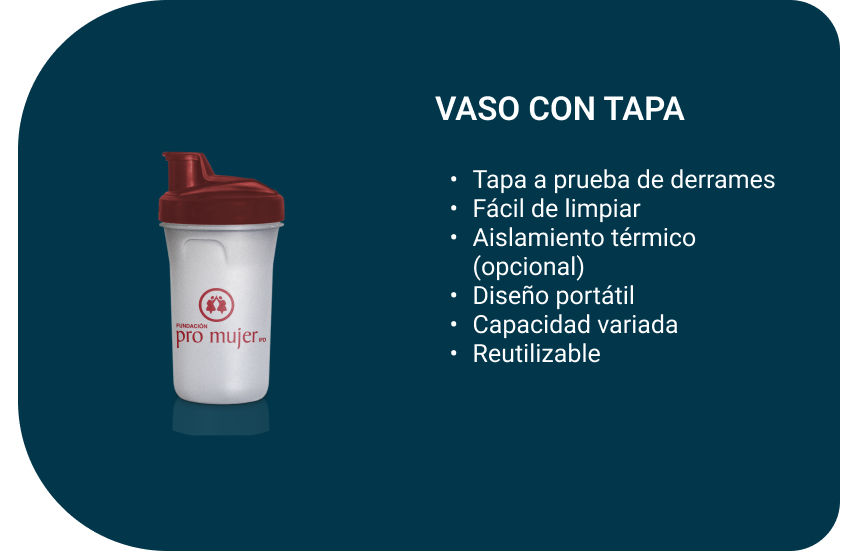 VASO CON TAPA
• Tapa a prueba de derrames
• Fácil de limpiar
• Aislamiento térmico
(opcional)
• Diseño portátil
• Capacidad variada
• Reutilizable
FUNDACIÓN
pro mujer IFD